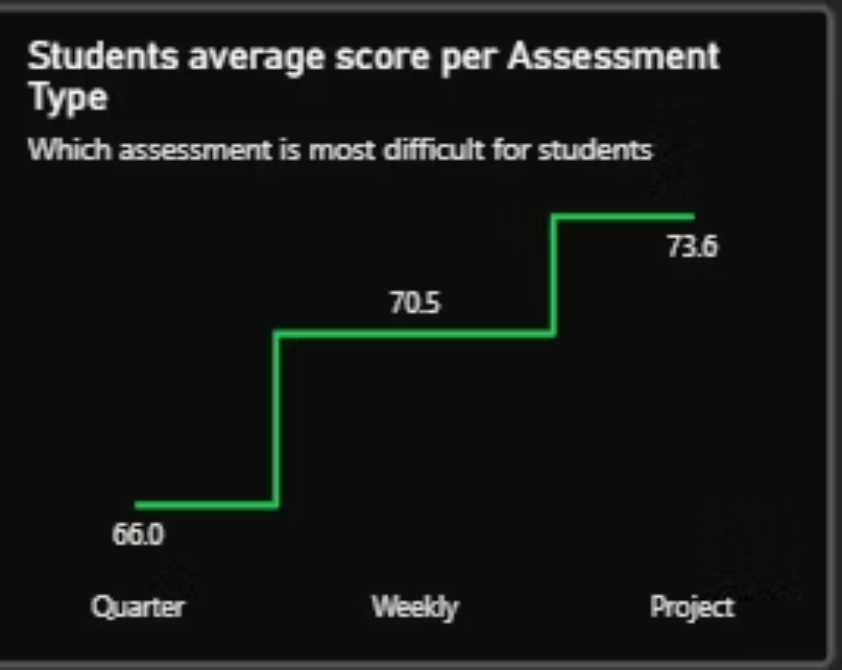 Students average score per Assessment
Type
Which assessment is most difficult for students
73.6
70.5
66.0
Quarter Weekly Project